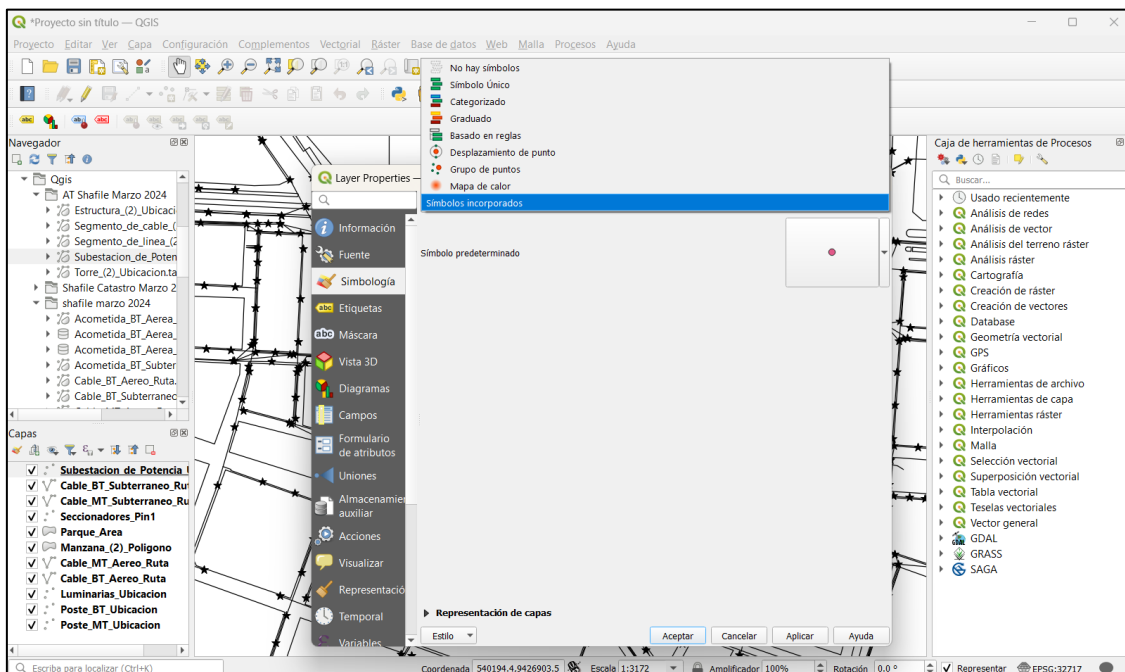 *Proyecto sin título — QGIS
Proyecto Editar Ver Capa Configuración Complementos Vectorial Ráster Base de datos Web Malla Procesos Ayuda
No hay símbolos
Símbolo Único
Categorizado
Graduado
Basado en reglas
Desplazamiento de punto
Grupo de puntos
Mapa de calor
Símbolos incorporados
Navegador
Qgis
AT Shafile Marzo 2024
Estructura_(2)_Ubicaci
Segmento_de_cable_(
Segmento_de_linea_(2
Subestacion_de_Poten
Torre_(2)_Ubicacion.ta
Shafile Catastro Marzo 2
shafile marzo 2024
Acometida_BT_Aerea_
Acometida_BT_Aerea_
Acometida_BT_Aerea_
Acometida_BT_Subter
Cable_BT_Aereo_Ruta.
Cable_BT_Subterraneo
Capas
Subestacion_de_Potencia_U
Cable_BT_Subterraneo_Rut
Cable_MT_Subterraneo_Ru
Seccionadores_Pin1
Parque_Area
Manzana_(2)_Poligono
Cable_MT_Aereo_Ruta
Cable_BT_Aereo_Ruta
Luminarias_Ubicacion
Poste_BT_Ubicacion
Poste_MT_Ubicacion
Layer Properties —
Información
Fuente
Simbología
abc Etiquetas
abc Máscara
Vista 3D
Diagramas
Campos
Formulario
de atributos
Uniones
Almacenamier
auxiliar
Acciones
Visualizar
Representació
Temporal
Variables
Símbolo predeterminado
Representación de capas
Estilo
Aceptar
Cancelar
Aplicar
Ayuda
Caja de herramientas de Procesos
Buscar...
Usado recientemente
Análisis de redes
Análisis de vector
Análisis del terreno ráster
Análisis ráster
Cartografía
Creación de ráster
Creación de vectores
Database
Geometría vectorial
GPS
Gráficos
Herramientas de archivo
Herramientas de capa
Herramientas ráster
Interpolación
Malla
Selección vectorial
Superposición vectorial
Tabla vectorial
Teselas vectoriales
Vector general
GDAL
GRASS
SAGA
Escriba para localizar (Ctrl+K)
Coordenada 540194.4,9426903.5 Escala 1:3172 Amplificador 100% Rotación 0.0 ° Representar EPSG:32717